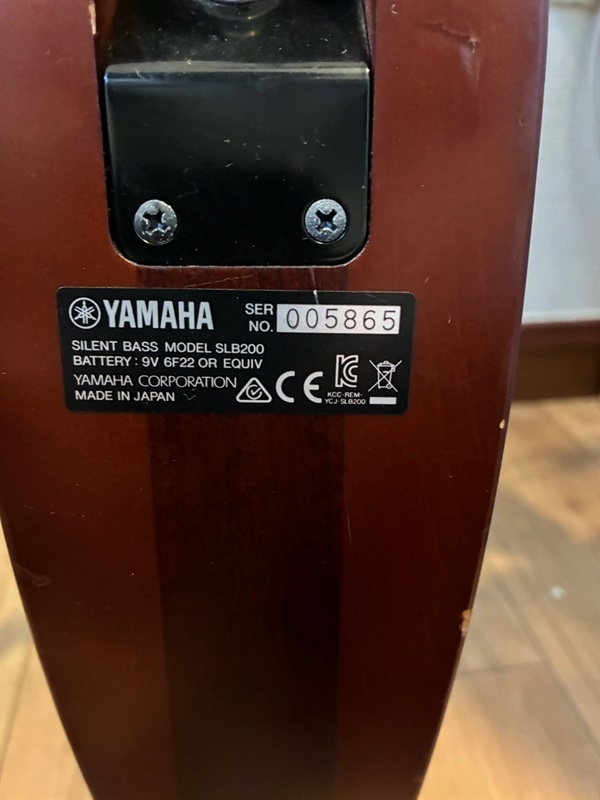 YAMAHA
SER NO. 005865
SILENT BASS MODEL SLB200
BATTERY : 9V 6F22 OR EQUIV
YAMAHA CORPORATION
MADE IN JAPAN
CE
KCC-REM-
YCJ-SLB200